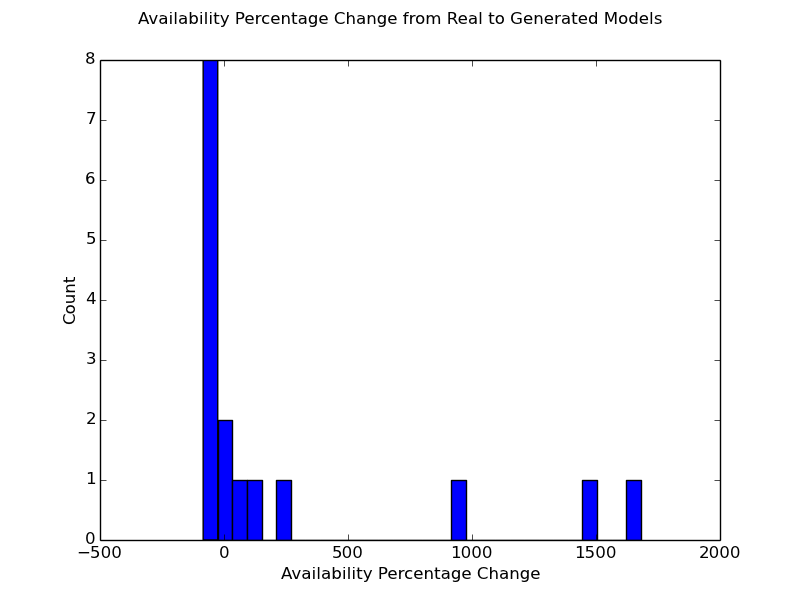 Availability Percentage Change from Real to Generated Models
8
7
6
5
4
3
2
1
0
Count
−500 0 500 1000 1500 2000
Availability Percentage Change